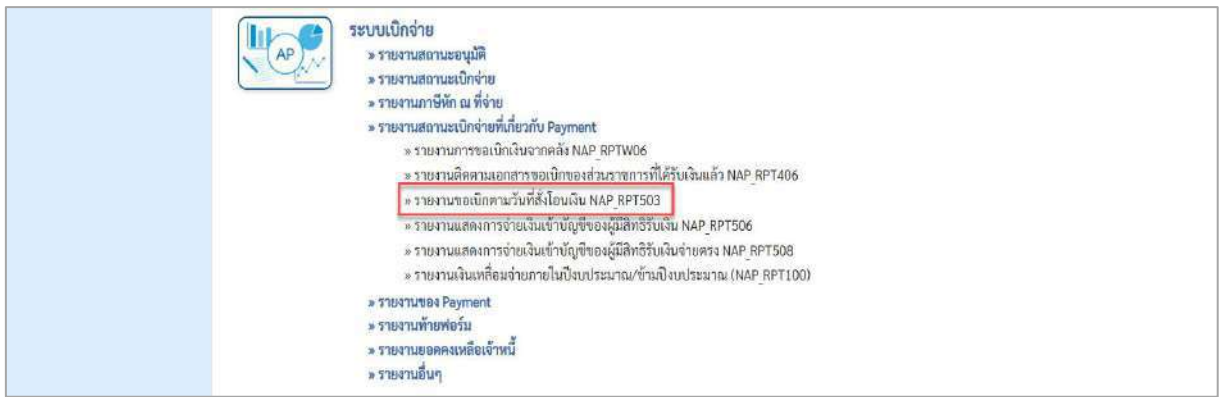 AP
ระบบเบิกจ่าย
» รายงานสถานะอนุมัติ
» รายงานสถานะเบิกจ่าย
» รายงานภาษีหัก ณ ที่จ่าย
» รายงานสถานะเบิกจ่ายที่เกี่ยวกับ Payment
» รายงานการขอเบิกเงินจากคลัง NAP_RPTW06
» รายงานติดตามเอกสารขอเบิกของส่วนราชการที่ได้รับเงินแล้ว NAP_RPT406
» รายงานขอเบิกตามวันที่สั่งโอนเงิน NAP_RPT503
» รายงานแสดงการจ่ายเงินเข้าบัญชีของผู้มีสิทธิรับเงิน NAP_RPT506
» รายงานแสดงการจ่ายเงินเข้าบัญชีของผู้มีสิทธิรับเงินจ่ายตรง NAP_RPT508
» รายงานเงินเหลื่อมจ่ายภายในปีงบประมาณ/ข้ามปีงบประมาณ (NAP_RPT100)
» รายงานของ Payment
» รายงานท้ายฟอร์ม
» รายงานยอดคงเหลือเจ้าหนี้
» รายงานอื่นๆ